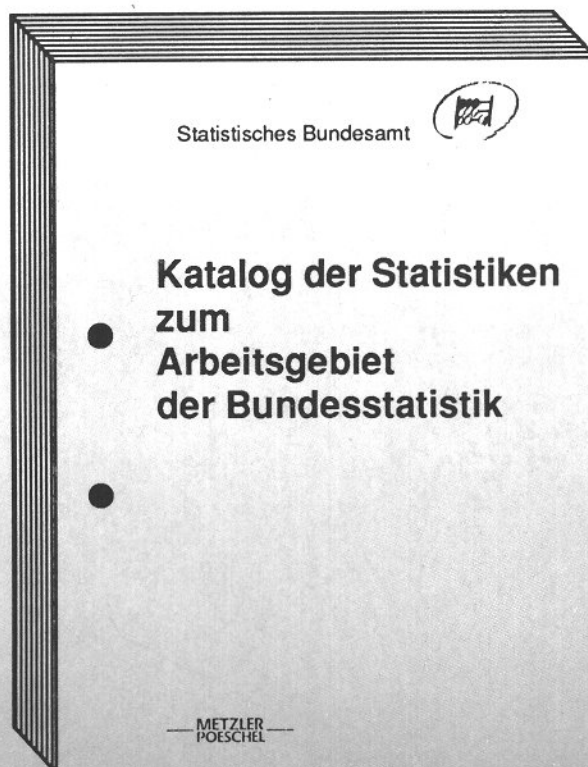 Statistisches Bundesamt
Katalog der Statistiken
zum
Arbeitsgebiet
der Bundesstatistik
METZLER
POESCHEL